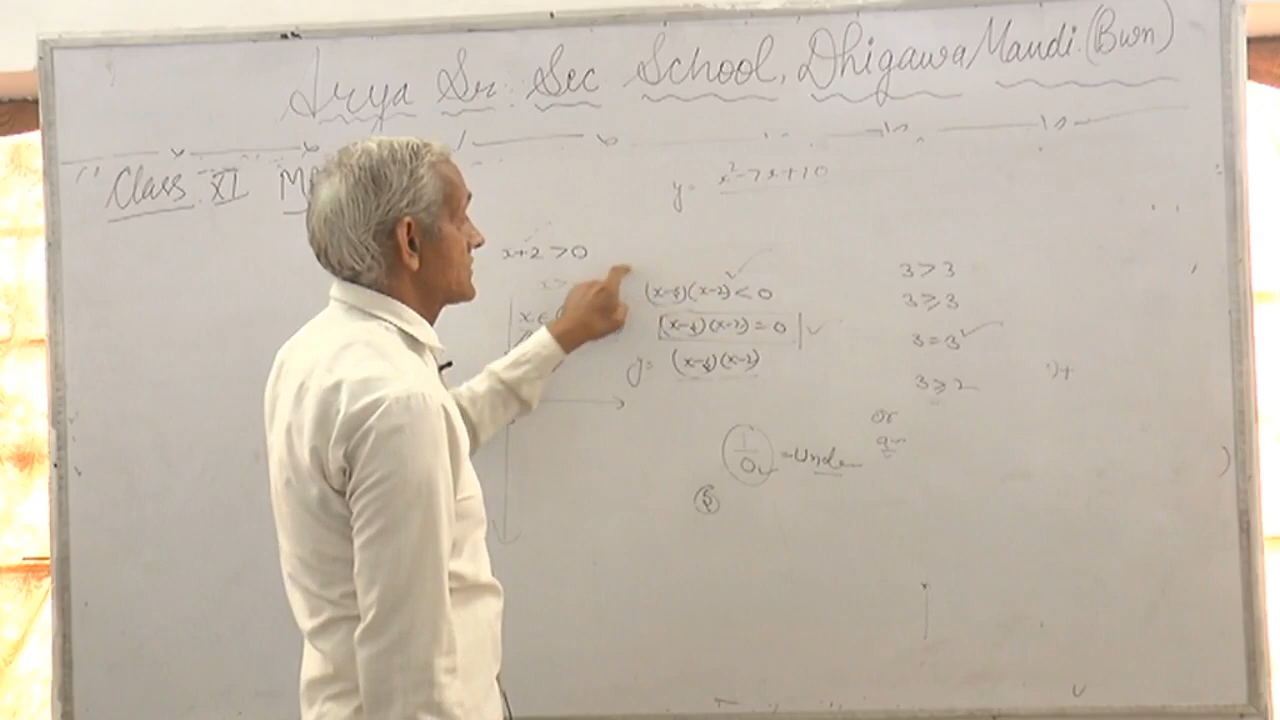 Arya Sr. Sec School, Dhigawa Mandi (Bwn)
Class XI
y = x²-7x+10
x+2 >0
(x-5)(x-2) < 0
(x-5)(x-2) = 0
y = (x-5)(x-2)
3 > 3
3 ≥ 3
3 = 3
3 ≥ 2
or
1/0 = Unde